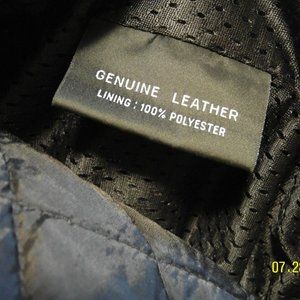 GENUINE LEATHER
LINING : 100% POLYESTER